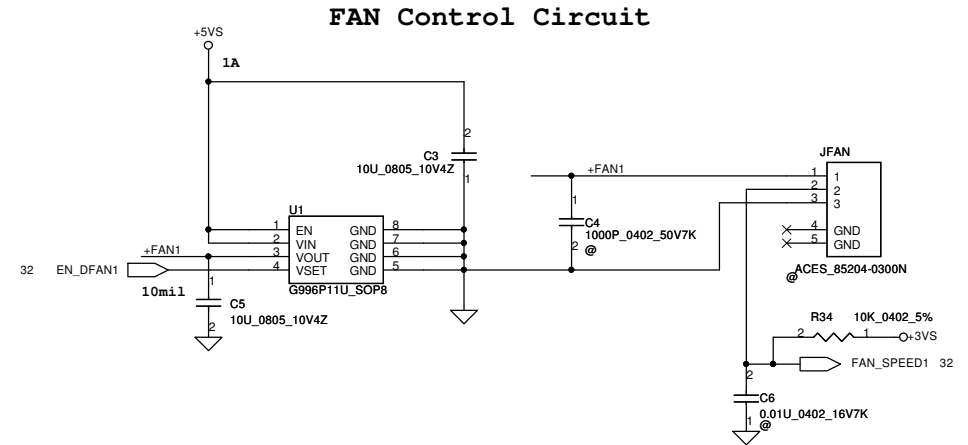 FAN Control Circuit
+5VS
1A
2
C3
10U_0805_10V4Z
1
U1
1 EN GND 8
2 VIN GND 7
3 VOUT GND 6
4 VSET GND 5
G996P11U_SOP8
+FAN1
32 EN_DFAN1
10mil
1
C5
10U_0805_10V4Z
2
+FAN1
1
C4
1000P_0402_50V7K
2
@
JFAN
1 1
2 2
3 3
4 GND
5 GND
@ACES_85204-0300N
R34 10K_0402_5%
2 1 +3VS
FAN_SPEED1 32
2
C6
0.01U_0402_16V7K
1
@